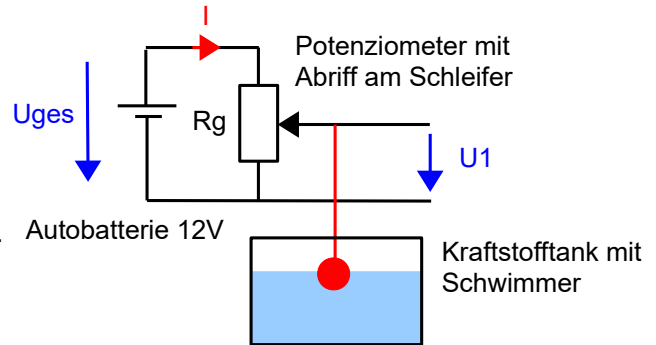 I
Potenziometer mit
Abriff am Schleifer
Uges
Rg
U1
Autobatterie 12V
Kraftstofftank mit
Schwimmer